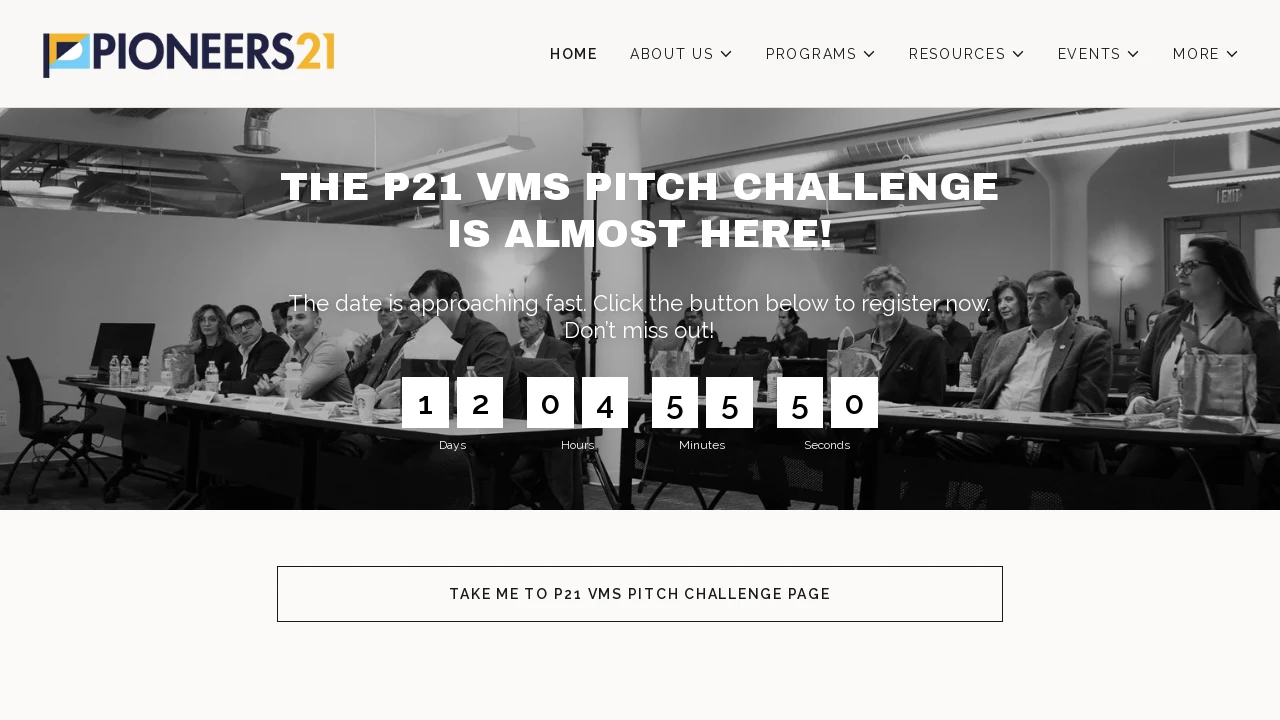 PIONEERS21
HOME ABOUT US PROGRAMS RESOURCES EVENTS MORE
EXIT
THE P21 VMS PITCH CHALLENGE
IS ALMOST HERE!
The date is approaching fast. Click the button below to register now.
Don't miss out!
1 2 0 4 5 5 5 0
Days Hours Minutes Seconds
TAKE ME TO P21 VMS PITCH CHALLENGE PAGE